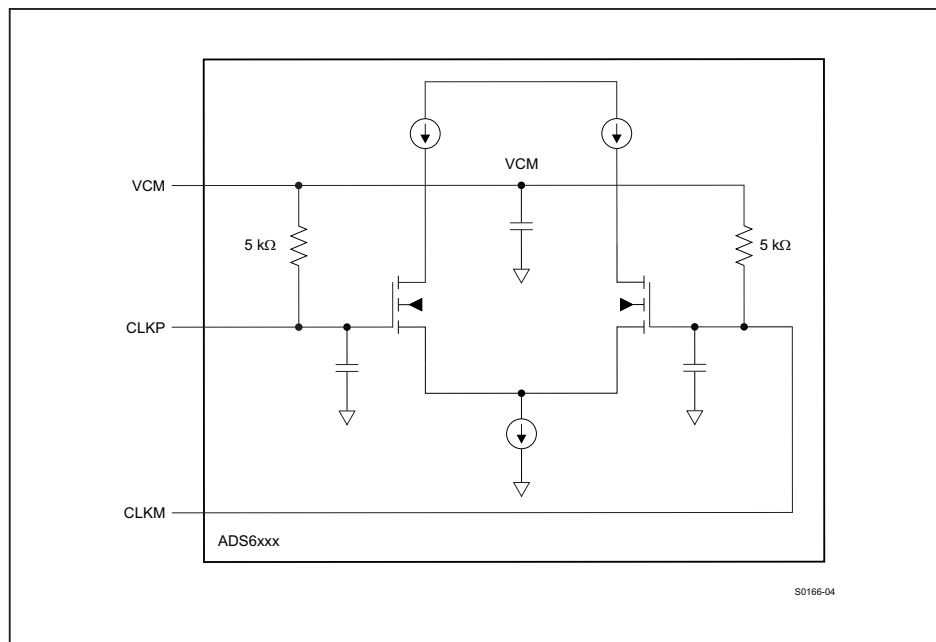 VCM
VCM
5 kΩ
5 kΩ
CLKP
CLKM
ADS6xxx
S0166-04